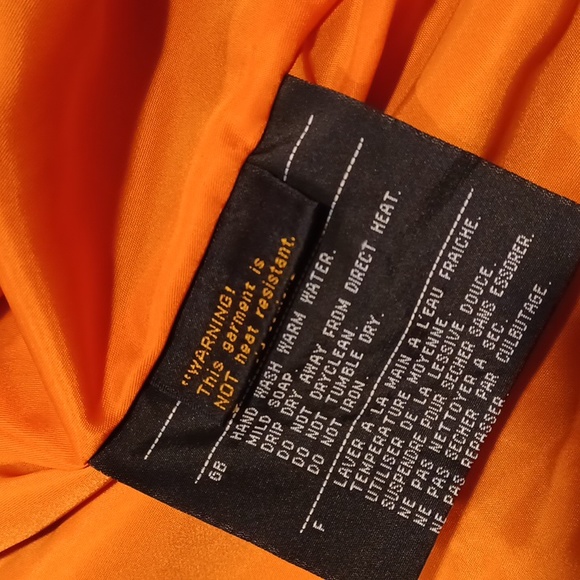 "WARNING!
This garment is
NOT heat resistant.
GB
HAND WASH WARM WATER.
MILD SOAP.
DRIP DRY AWAY FROM DIRECT HEAT.
DO NOT DRYCLEAN.
DO NOT TUMBLE DRY.
DO NOT IRON.
F
LAVER A LA MAIN A L'EAU FRAICHE.
TEMPERATURE MOYENNE.
UTILISER DE LA LESSIVE DOUCE.
SUSPENDRE POUR SECHER SANS ESSORER.
NE PAS NETTOYER A SEC.
NE PAS SECHER PAR CULBUTAGE.
NE PAS REPASSER.